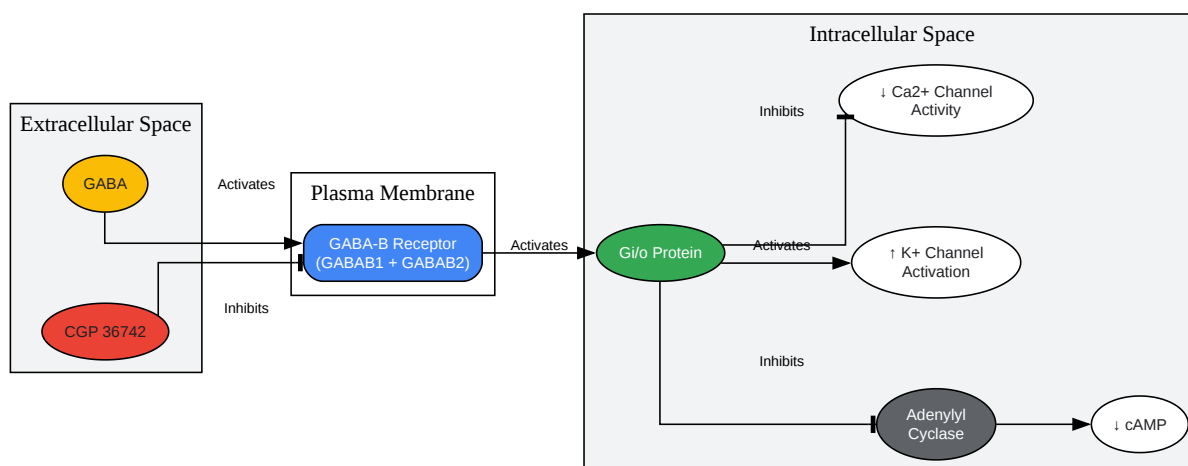 Extracellular Space
GABA
CGP 36742
Activates
Inhibits
Plasma Membrane
GABA-B Receptor
(GABAB1 + GABAB2)
Activates
Intracellular Space
Gi/o Protein
Inhibits
↓ Ca2+ Channel
Activity
Activates
↑ K+ Channel
Activation
Inhibits
Adenylyl
Cyclase
↓ cAMP